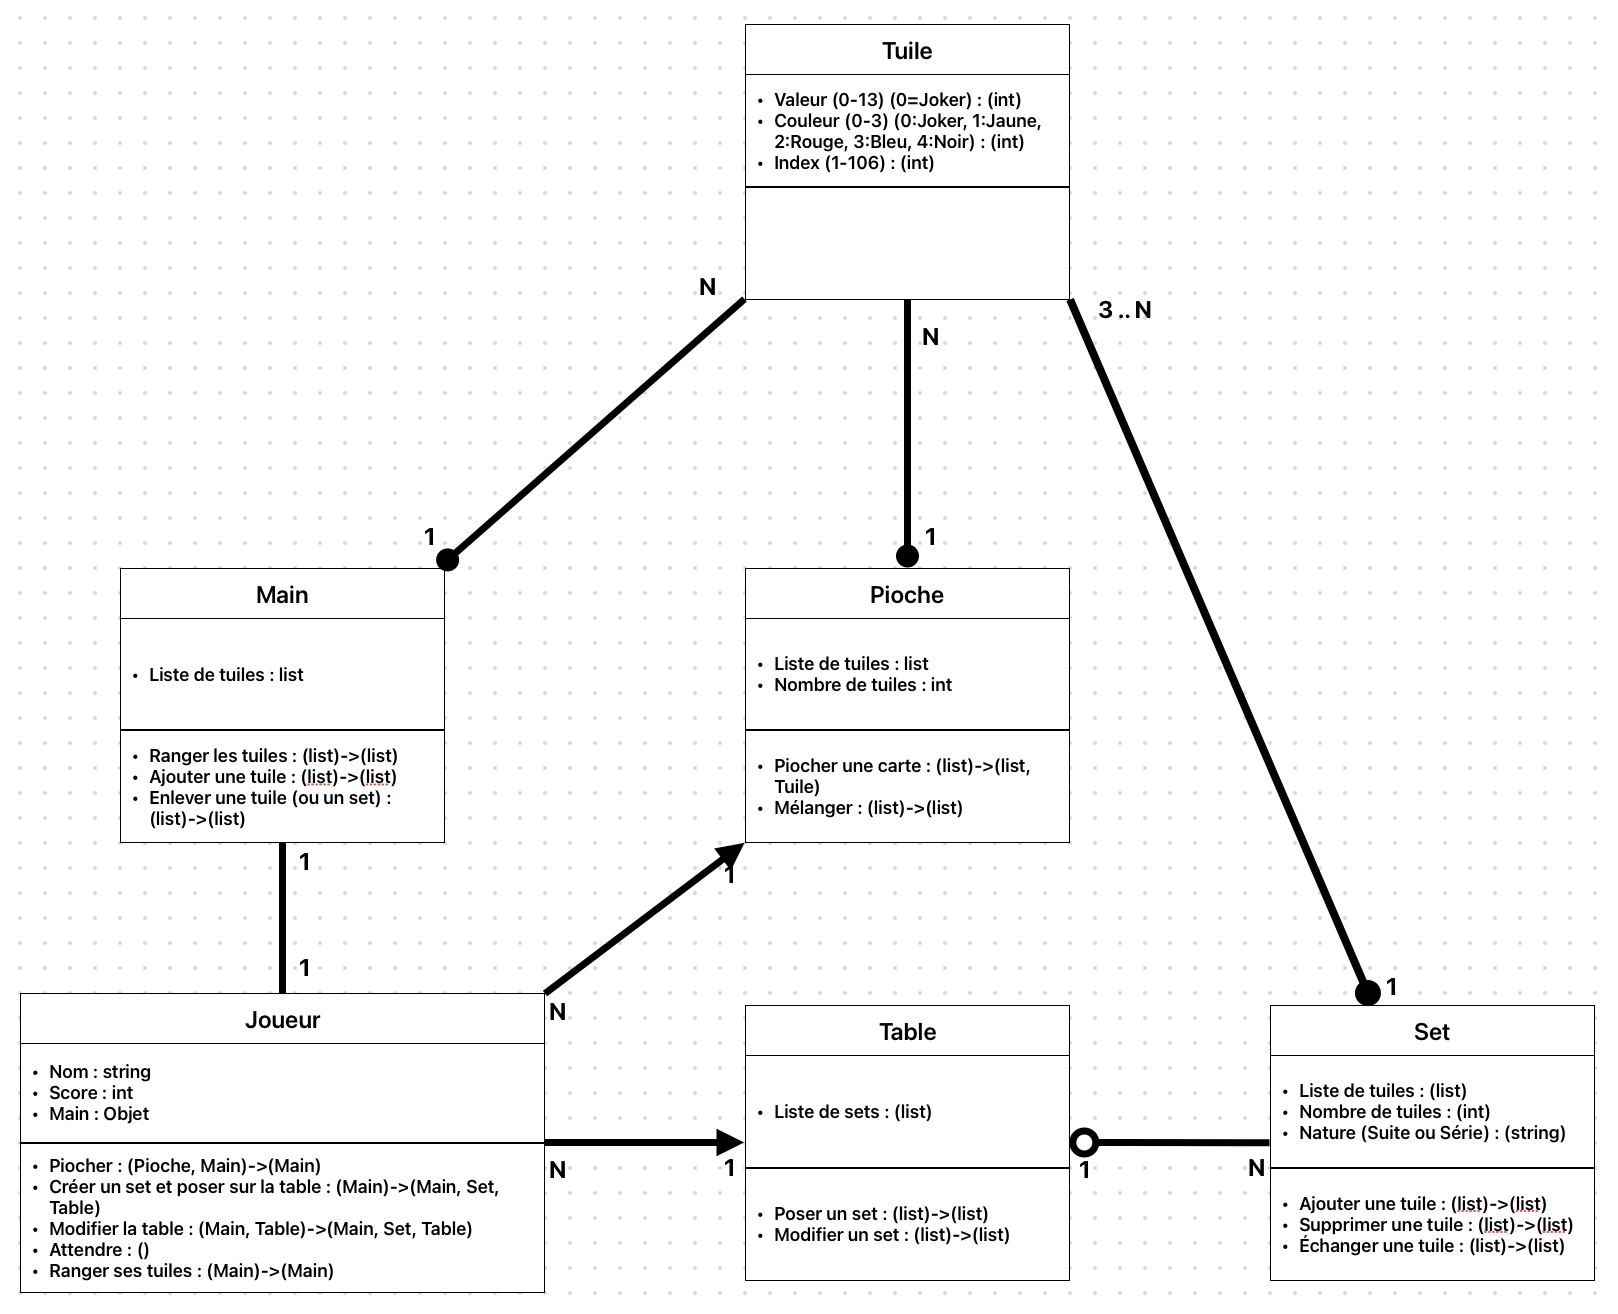 Tuile
• Valeur (0-13) (0=Joker) : (int)
• Couleur (0-3) (0:Joker, 1:Jaune,
2:Rouge, 3:Bleu, 4:Noir) : (int)
• Index (1-106) : (int)
N
N
3 .. N
1
1
Main
• Liste de tuiles : list
• Ranger les tuiles : (list)->(list)
• Ajouter une tuile : (list)->(list)
• Enlever une tuile (ou un set) :
(list)->(list)
Pioche
• Liste de tuiles : list
• Nombre de tuiles : int
• Piocher une carte : (list)->(list,
Tuile)
• Mélanger : (list)->(list)
1
1
1
N
1
Joueur
• Nom : string
• Score : int
• Main : Objet
• Piocher : (Pioche, Main)->(Main)
• Créer un set et poser sur la table : (Main)->(Main, Set,
Table)
• Modifier la table : (Main, Table)->(Main, Set, Table)
• Attendre : ()
• Ranger ses tuiles : (Main)->(Main)
N
1
Table
• Liste de sets : (list)
• Poser un set : (list)->(list)
• Modifier un set : (list)->(list)
1
N
Set
• Liste de tuiles : (list)
• Nombre de tuiles : (int)
• Nature (Suite ou Série) : (string)
• Ajouter une tuile : (list)->(list)
• Supprimer une tuile : (list)->(list)
• Échanger une tuile : (list)->(list)